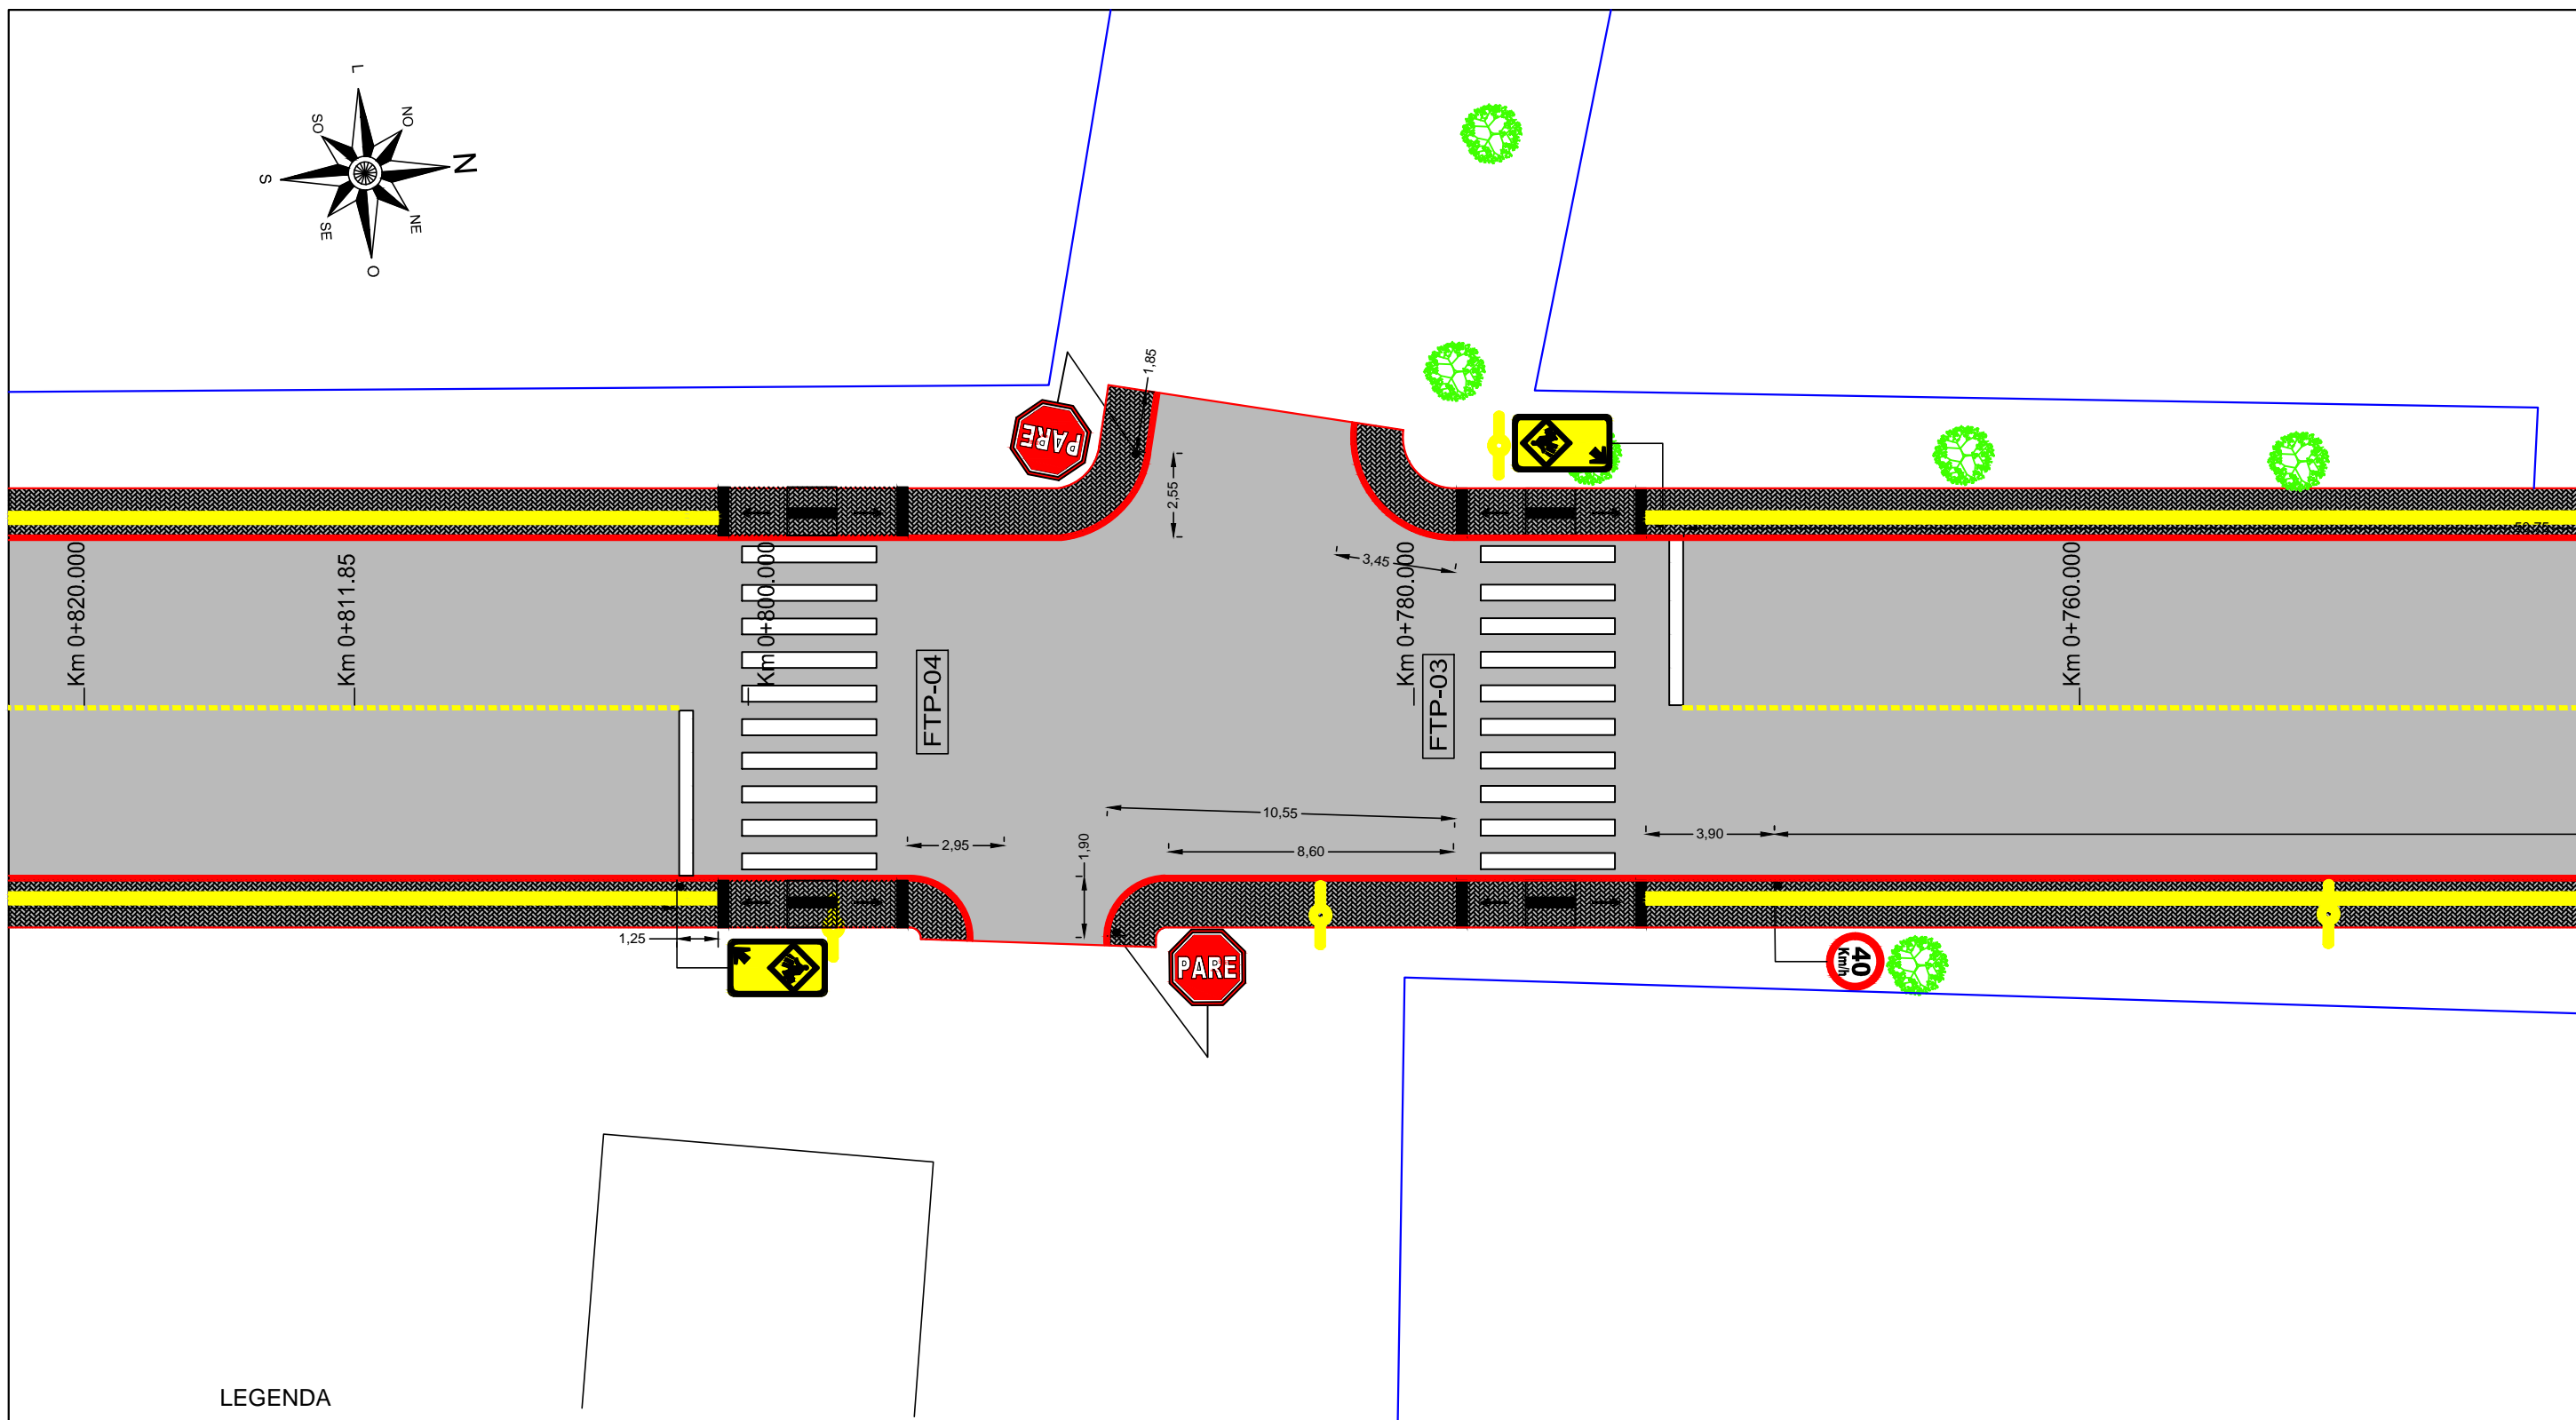 L
NO
SO
N
S
NE
SE
O
1,85
PARE
2,55
50,75
3,45
Km 0+820.000
Km 0+811.85
Km 0+800.000
Km 0+780.000
Km 0+760.000
FTP-04
FTP-03
10,55
2,95
1,90
8,60
3,90
1,25
PARE
40
Km/h
LEGENDA